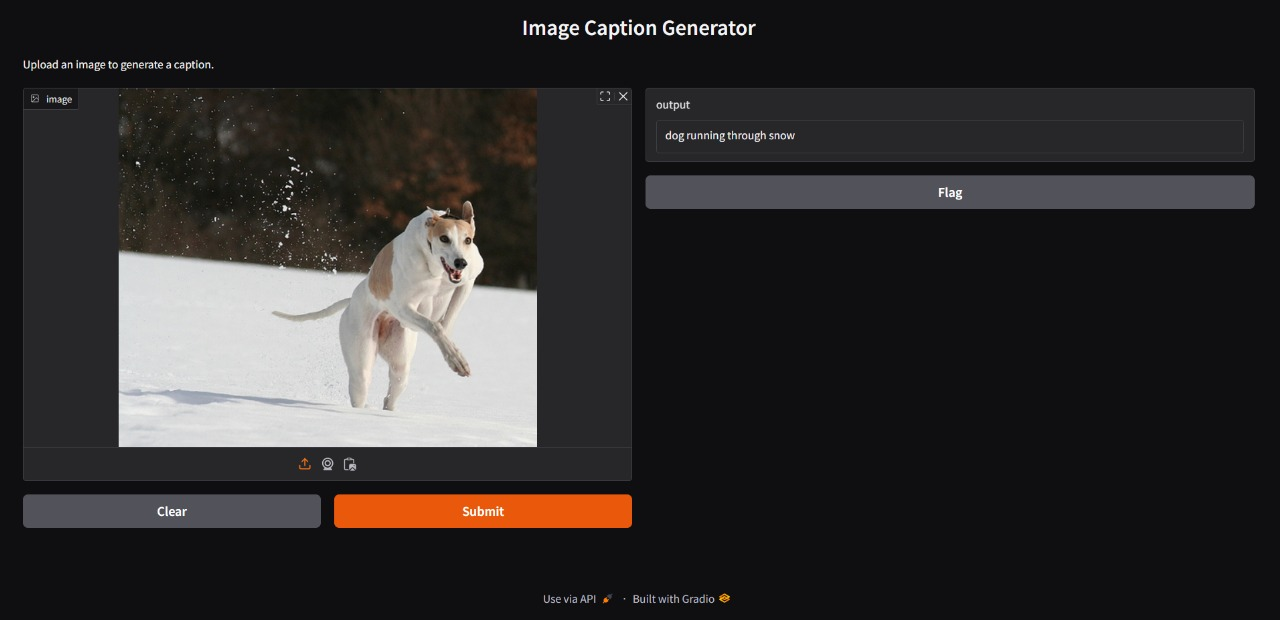 Image Caption Generator
Upload an image to generate a caption.
image
output
dog running through snow
Flag
Clear
Submit
Use via API · Built with Gradio